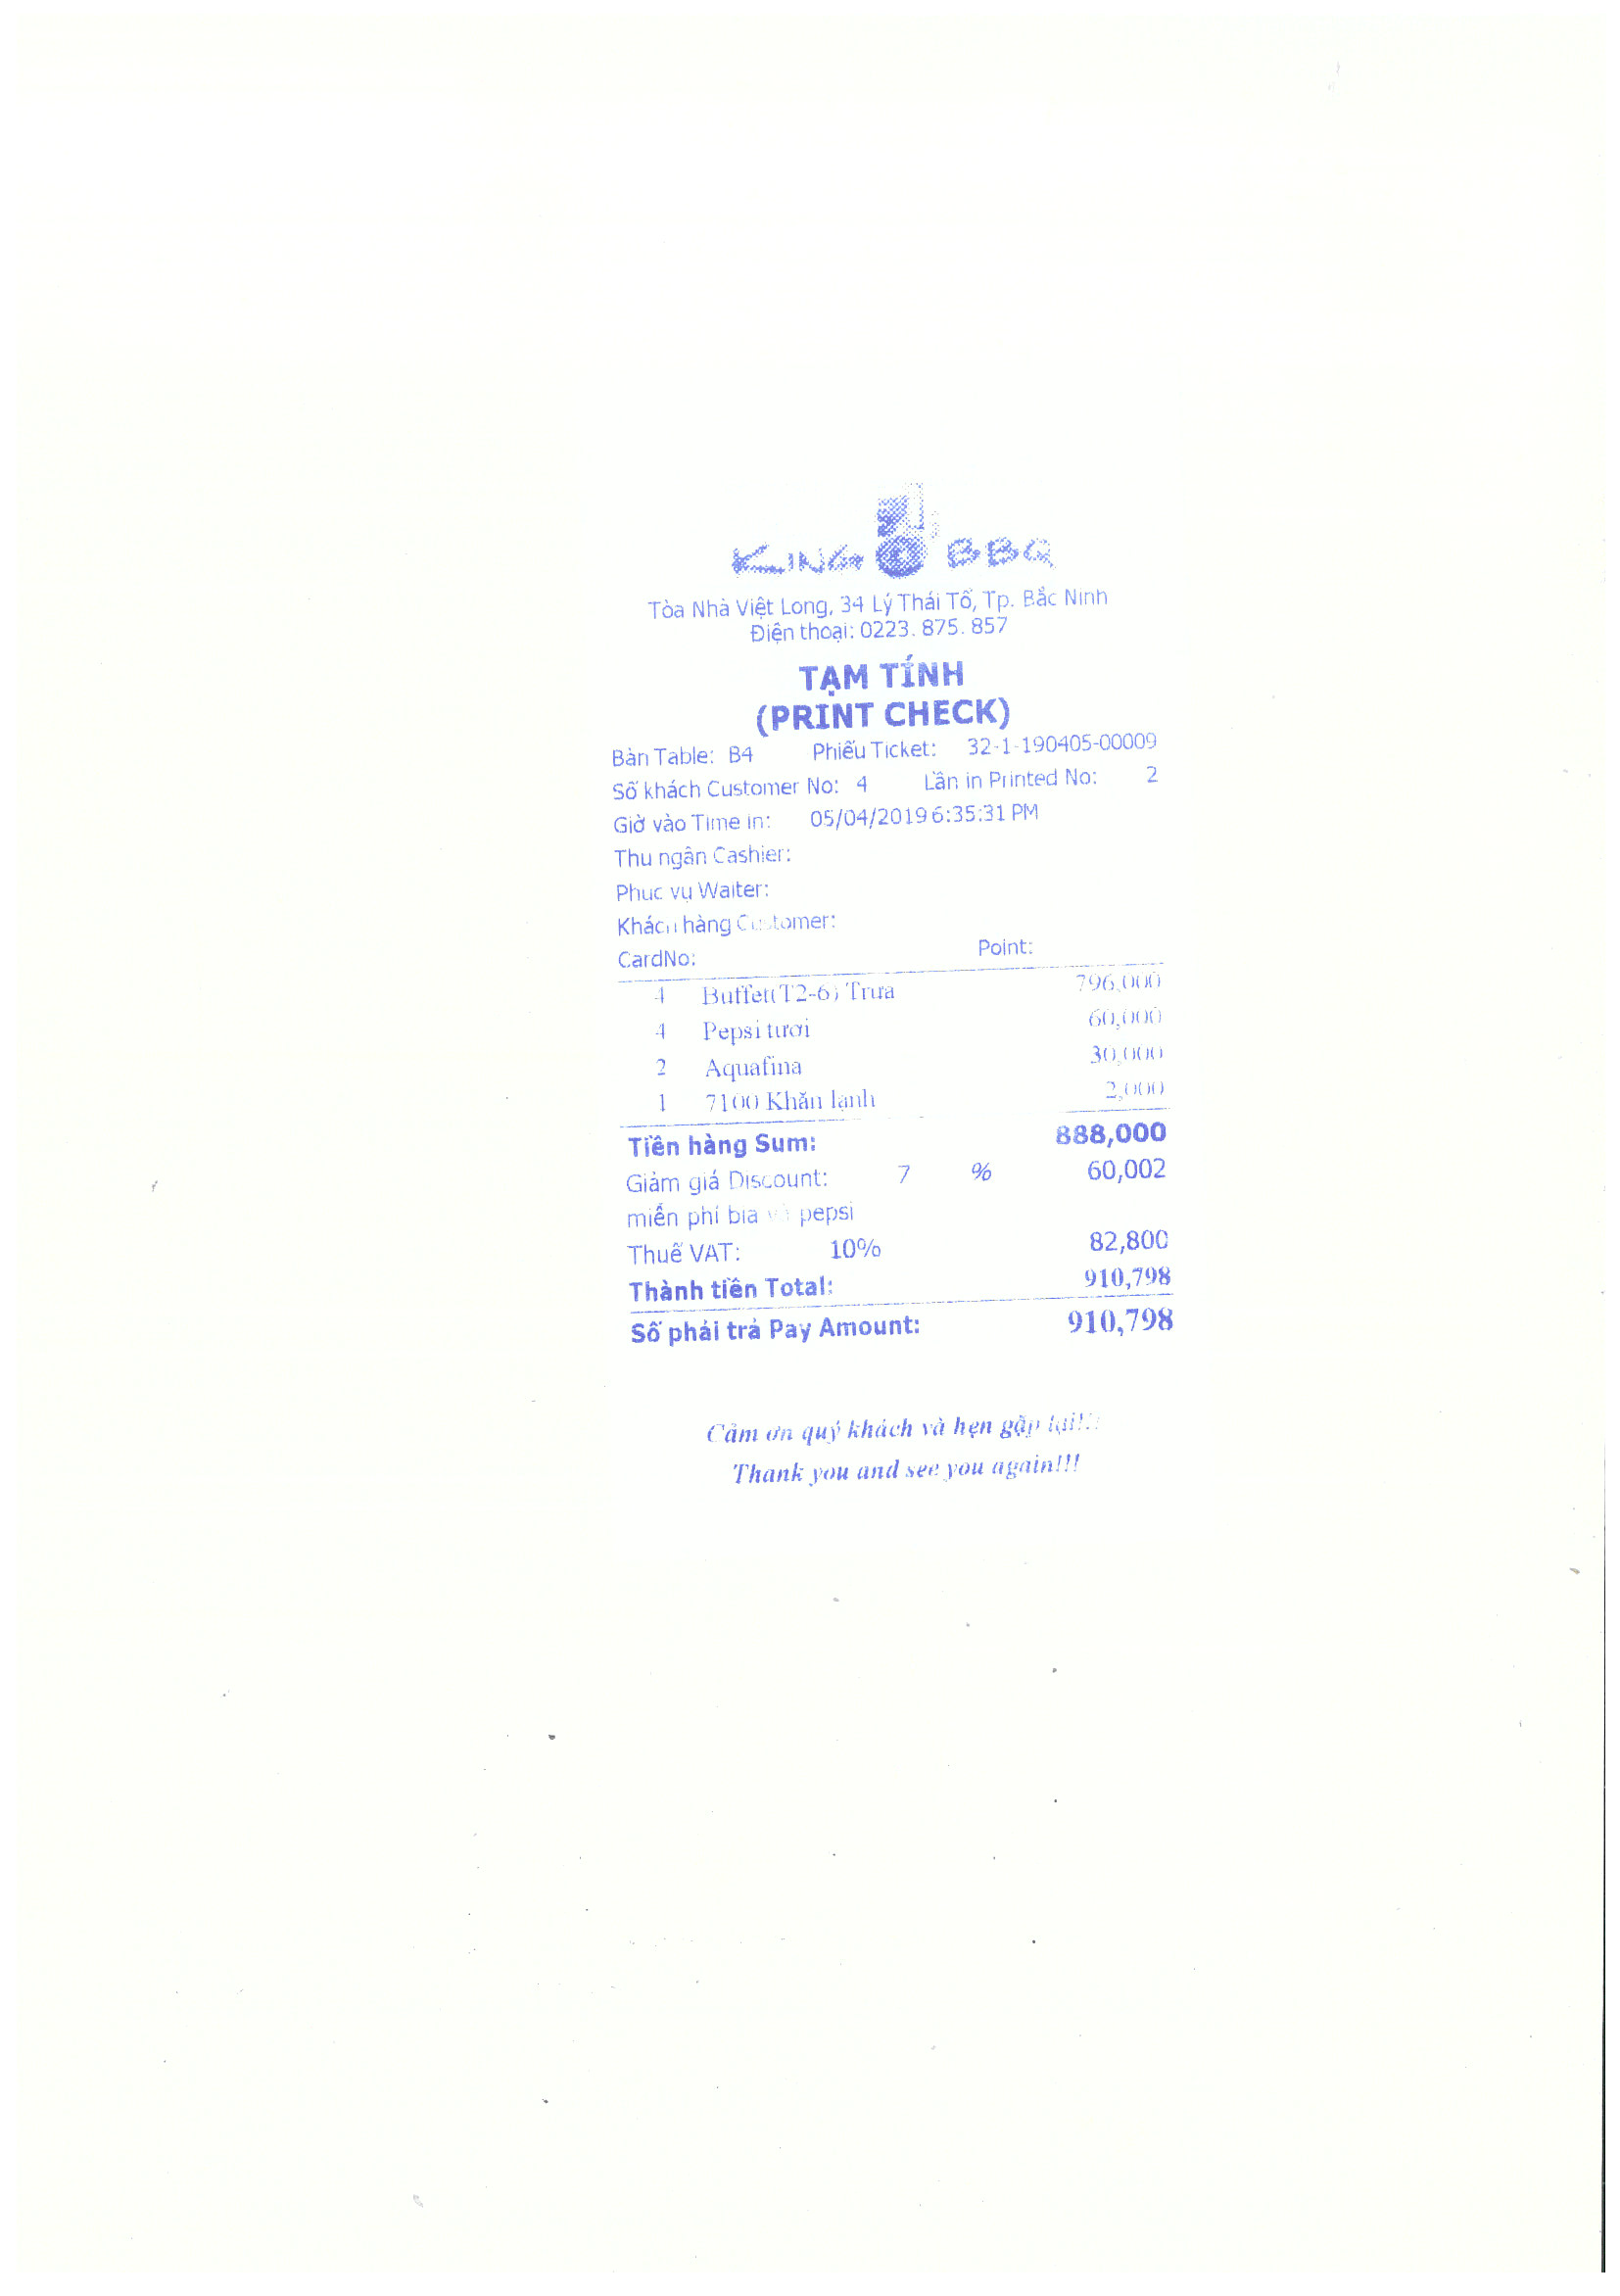 KING BBQ
Tòa Nhà Việt Long, 34 Lý Thái Tổ, Tp. Bắc Ninh
Điện thoại: 0223. 875. 857
TẠM TÍNH
(PRINT CHECK)
Bàn Table: B4 Phiếu Ticket: 32-1-190405-00009
Số khách Customer No: 4 Lần in Printed No: 2
Giờ vào Time in: 05/04/2019 6:35:31 PM
Thu ngân Cashier:
Phục vụ Waiter:
Khách hàng Customer:
CardNo: Point:
4 Buffet(T2-6) Trưa 796,000
4 Pepsi tươi 60,000
2 Aquafina 30,000
1 7100 Khăn lạnh 2,000
Tiền hàng Sum: 888,000
Giảm giá Discount: 7 % 60,002
miễn phí bia và pepsi
Thuế VAT: 10% 82,800
Thành tiền Total: 910,798
Số phải trả Pay Amount: 910,798
Cảm ơn quý khách và hẹn gặp lại!!!
Thank you and see you again!!!